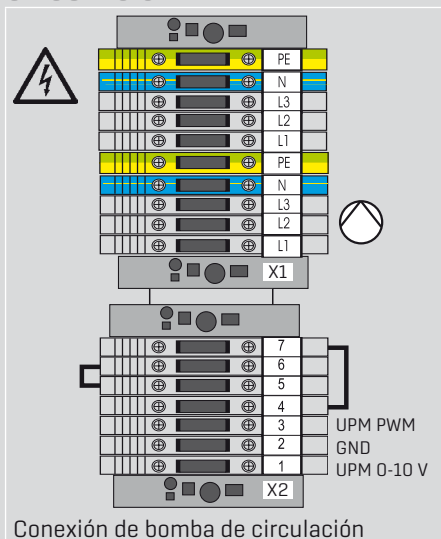 PE
N
L3
L2
L1
PE
N
L3
L2
L1
X1
7
6
5
4
3 UPM PWM
2 GND
1 UPM 0-10 V
X2
Conexión de bomba de circulación